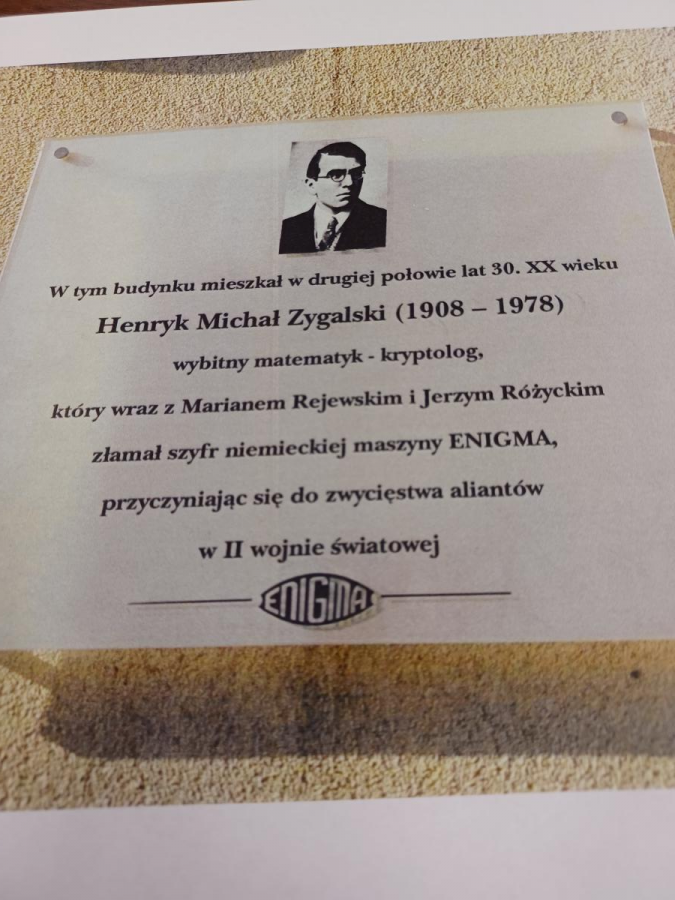 W tym budynku mieszkał w drugiej połowie lat 30. XX wieku
Henryk Michał Zygalski (1908 – 1978)
wybitny matematyk - kryptolog,
który wraz z Marianem Rejewskim i Jerzym Różyckim
złamał szyfr niemieckiej maszyny ENIGMA,
przyczyniając się do zwycięstwa aliantów
w II wojnie światowej
ENIGMA